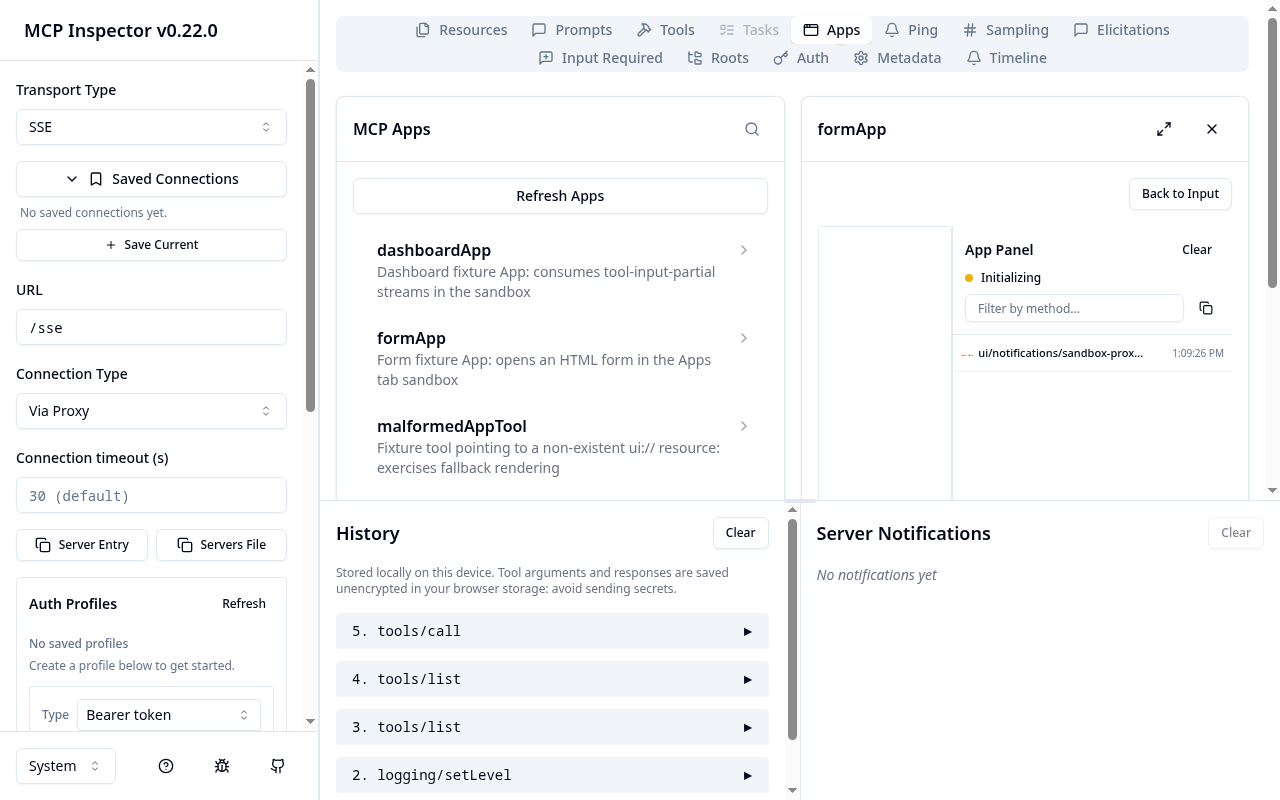 MCP Inspector v0.22.0
Transport Type
SSE
Saved Connections
No saved connections yet.
Save Current
URL
/sse
Connection Type
Via Proxy
Connection timeout (s)
30 (default)
Server Entry
Servers File
Auth Profiles
Refresh
No saved profiles
Create a profile below to get started.
Type
Bearer token
System
Resources
Prompts
Tools
Tasks
Apps
Ping
Sampling
Elicitations
Input Required
Roots
Auth
Metadata
Timeline
MCP Apps
Refresh Apps
dashboardApp
Dashboard fixture App: consumes tool-input-partial
streams in the sandbox
formApp
Form fixture App: opens an HTML form in the Apps
tab sandbox
malformedAppTool
Fixture tool pointing to a non-existent ui:// resource:
exercises fallback rendering
formApp
Back to Input
App Panel
Clear
Initializing
Filter by method...
ui/notifications/sandbox-prox...
1:09:26 PM
History
Clear
Stored locally on this device. Tool arguments and responses are saved
unencrypted in your browser storage: avoid sending secrets.
5. tools/call
4. tools/list
3. tools/list
2. logging/setLevel
Server Notifications
Clear
No notifications yet